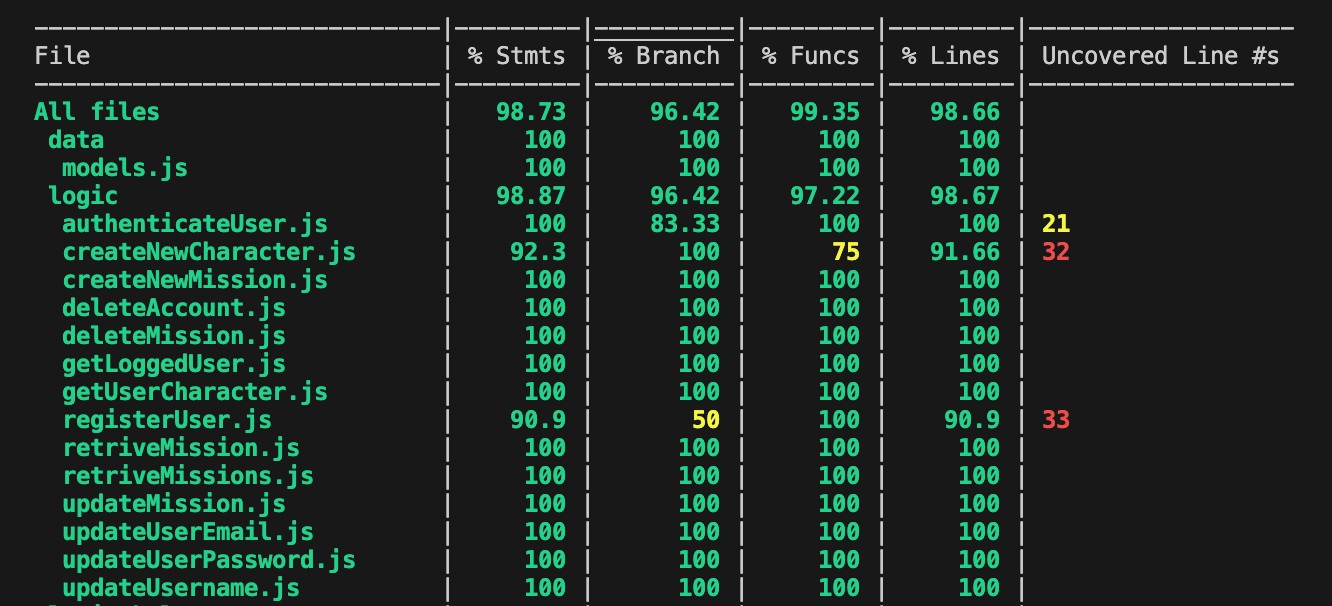 File | % Stmts | % Branch | % Funcs | % Lines | Uncovered Line #s
All files | 98.73 | 96.42 | 99.35 | 98.66 |
data | 100 | 100 | 100 | 100 |
models.js | 100 | 100 | 100 | 100 |
logic | 98.87 | 96.42 | 97.22 | 98.67 |
authenticateUser.js | 100 | 83.33 | 100 | 100 | 21
createNewCharacter.js | 92.3 | 100 | 75 | 91.66 | 32
createNewMission.js | 100 | 100 | 100 | 100 |
deleteAccount.js | 100 | 100 | 100 | 100 |
deleteMission.js | 100 | 100 | 100 | 100 |
getLoggedUser.js | 100 | 100 | 100 | 100 |
getUserCharacter.js | 100 | 100 | 100 | 100 |
registerUser.js | 90.9 | 50 | 100 | 90.9 | 33
retriveMission.js | 100 | 100 | 100 | 100 |
retriveMissions.js | 100 | 100 | 100 | 100 |
updateMission.js | 100 | 100 | 100 | 100 |
updateUserEmail.js | 100 | 100 | 100 | 100 |
updateUserPassword.js | 100 | 100 | 100 | 100 |
updateUsername.js | 100 | 100 | 100 | 100 |